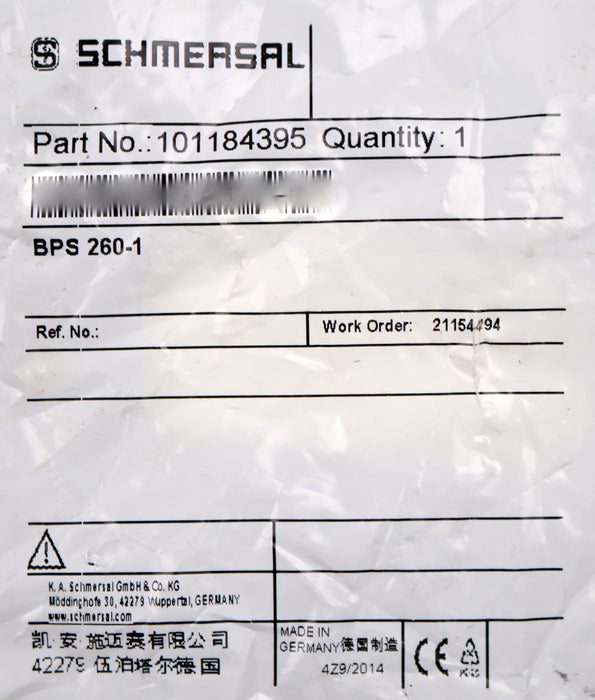 SCHMERSAL
Part No.:101184395 Quantity: 1
BPS 260-1
Ref. No.:
Work Order: 21154494
K. A. Schmersal GmbH & Co. KG
Möddinghofe 30, 42279 Wuppertal, GERMANY
www.schmersal.com
凯·安·施迈赛有限公司
42279 伍泊塔尔德国
MADE IN
GERMANY德国制造
4Z9/2014
CE